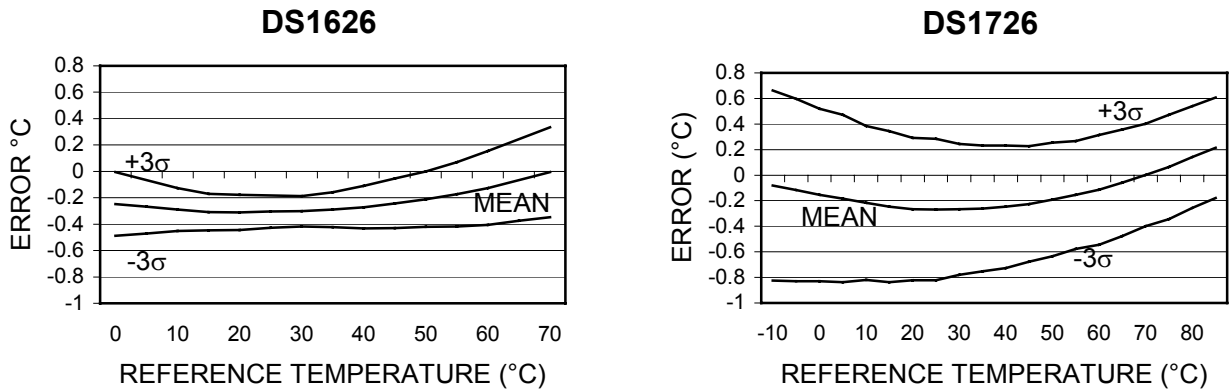 DS1626
0.8
0.6
0.4
0.2
0
-0.2
-0.4
-0.6
-0.8
-1
ERROR °C
+3σ
MEAN
-3σ
0 10 20 30 40 50 60 70
REFERENCE TEMPERATURE (°C)
DS1726
0.8
0.6
0.4
0.2
0
-0.2
-0.4
-0.6
-0.8
-1
ERROR (°C)
+3σ
MEAN
-3σ
-10 0 10 20 30 40 50 60 70 80
REFERENCE TEMPERATURE (°C)